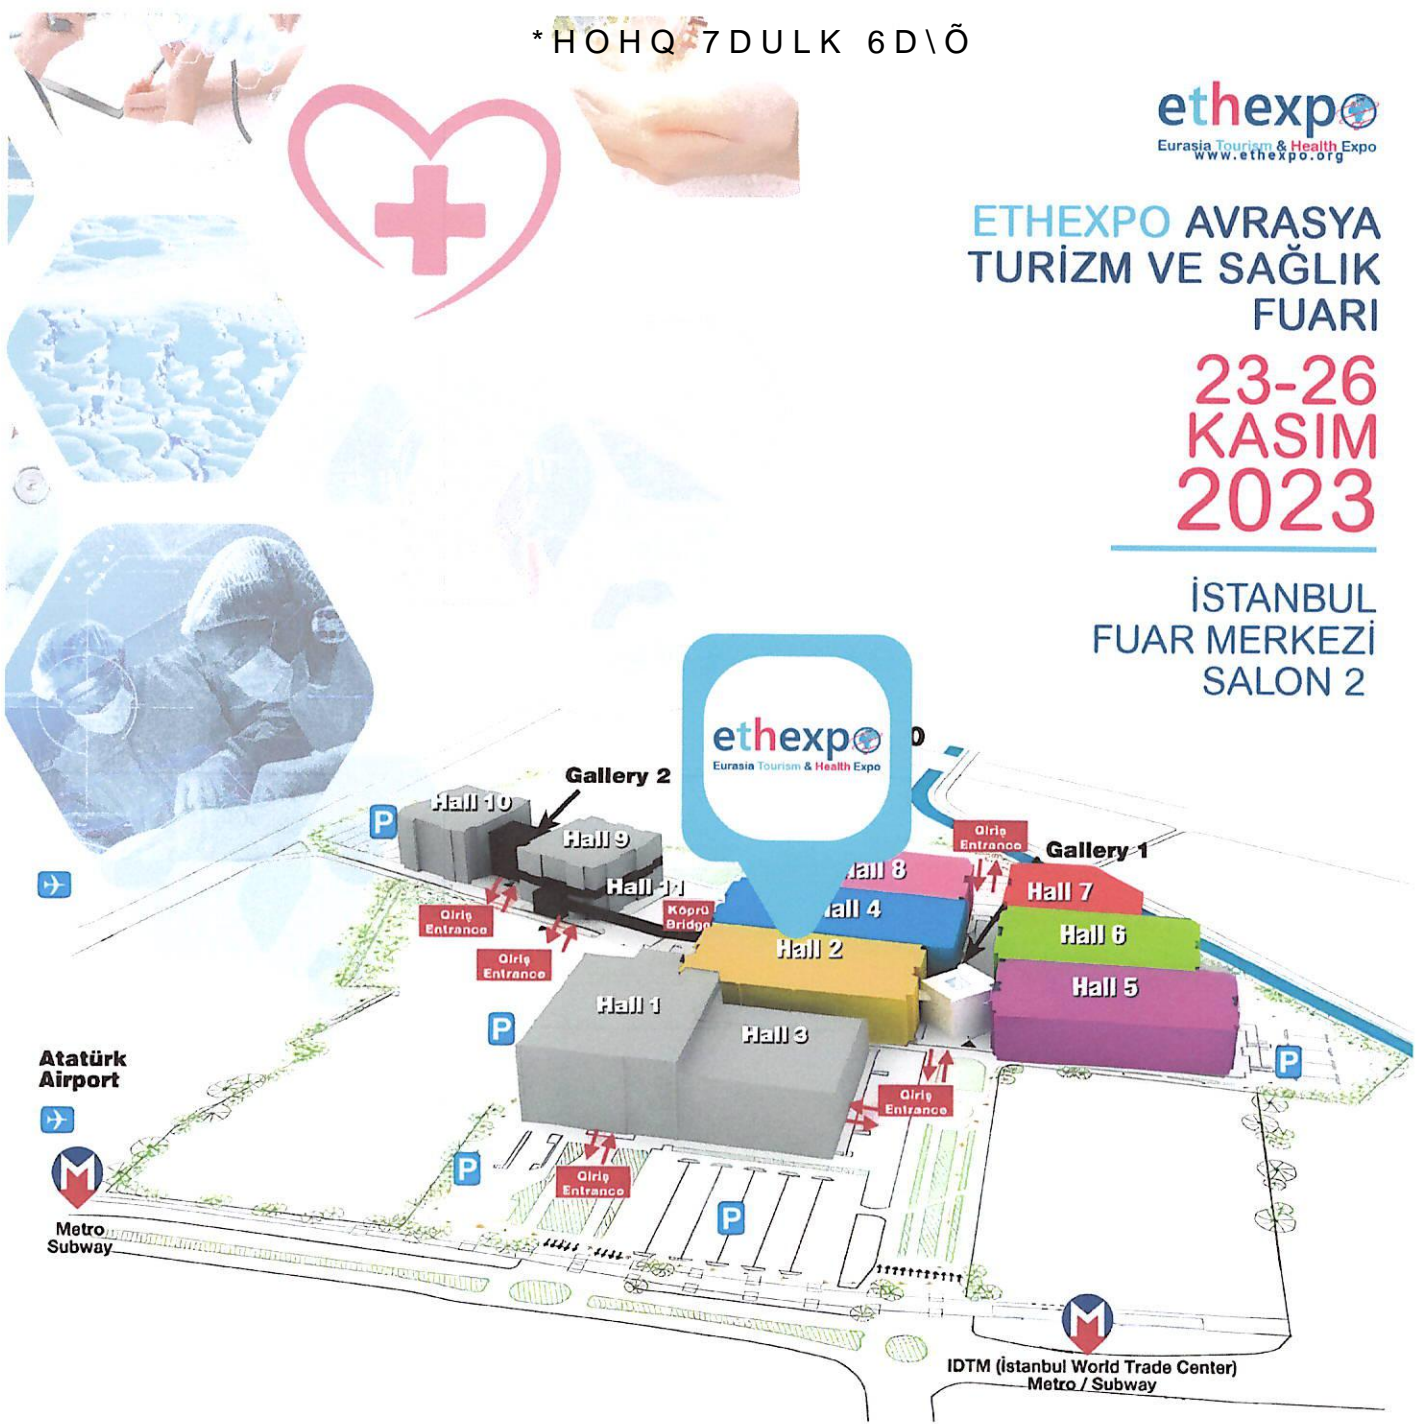 *HOHQ 7DULK 6D\Õ
ethexpo
Eurasia Tourism & Health Expo
www.ethexpo.org
ETHEXPO AVRASYA
TURİZM VE SAĞLIK
FUARI
23-26
KASIM
2023
İSTANBUL
FUAR MERKEZİ
SALON 2
ethexpo
Eurasia Tourism & Health Expo
Gallery 2
Hall 10
P
Hall 9
Hall 11
Giriş
Entrance
Gallery 1
Hall 8
Hall 7
Giriş
Entrance
Köprü
Bridge
Hall 4
Hall 6
Giriş
Entrance
Hall 2
Hall 5
Hall 1
Hall 3
P
P
Atatürk
Airport
Giriş
Entrance
Giriş
Entrance
P
P
M
Metro
Subway
M
IDTM (İstanbul World Trade Center)
Metro / Subway